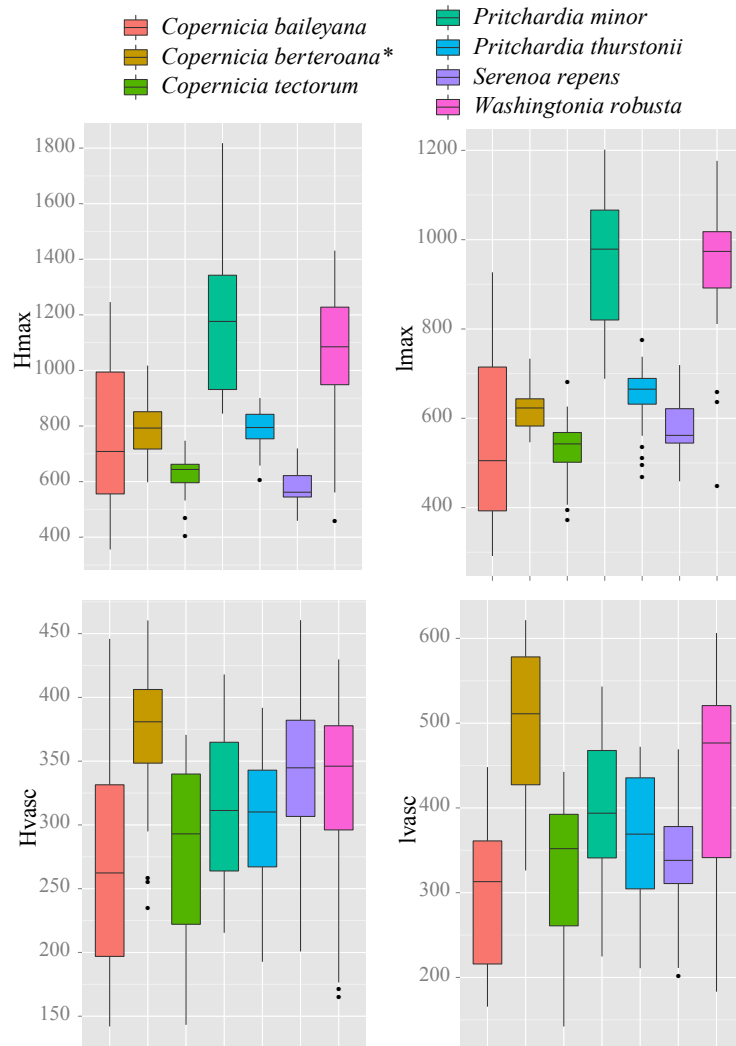 Copernicia baileyana
Copernicia berteroana*
Copernicia tectorum
Pritchardia minor
Pritchardia thurstonii
Serenoa repens
Washingtonia robusta
Hmax
1800
1600
1400
1200
1000
800
600
400
lmax
1200
1000
800
600
400
Hvasc
450
400
350
300
250
200
150
lvasc
600
500
400
300
200